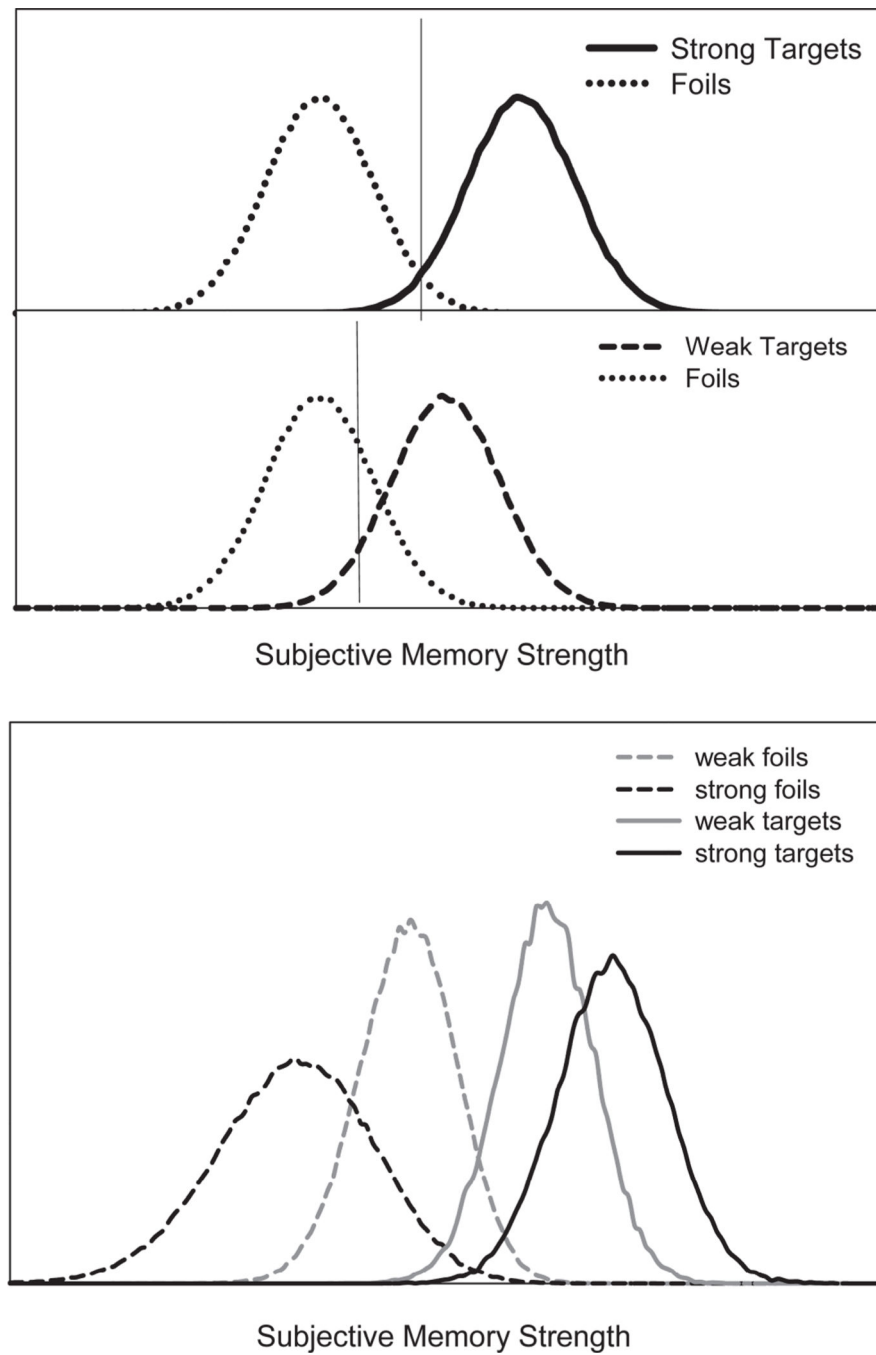 Strong Targets
Foils
Weak Targets
Foils
Subjective Memory Strength
weak foils
strong foils
weak targets
strong targets
Subjective Memory Strength